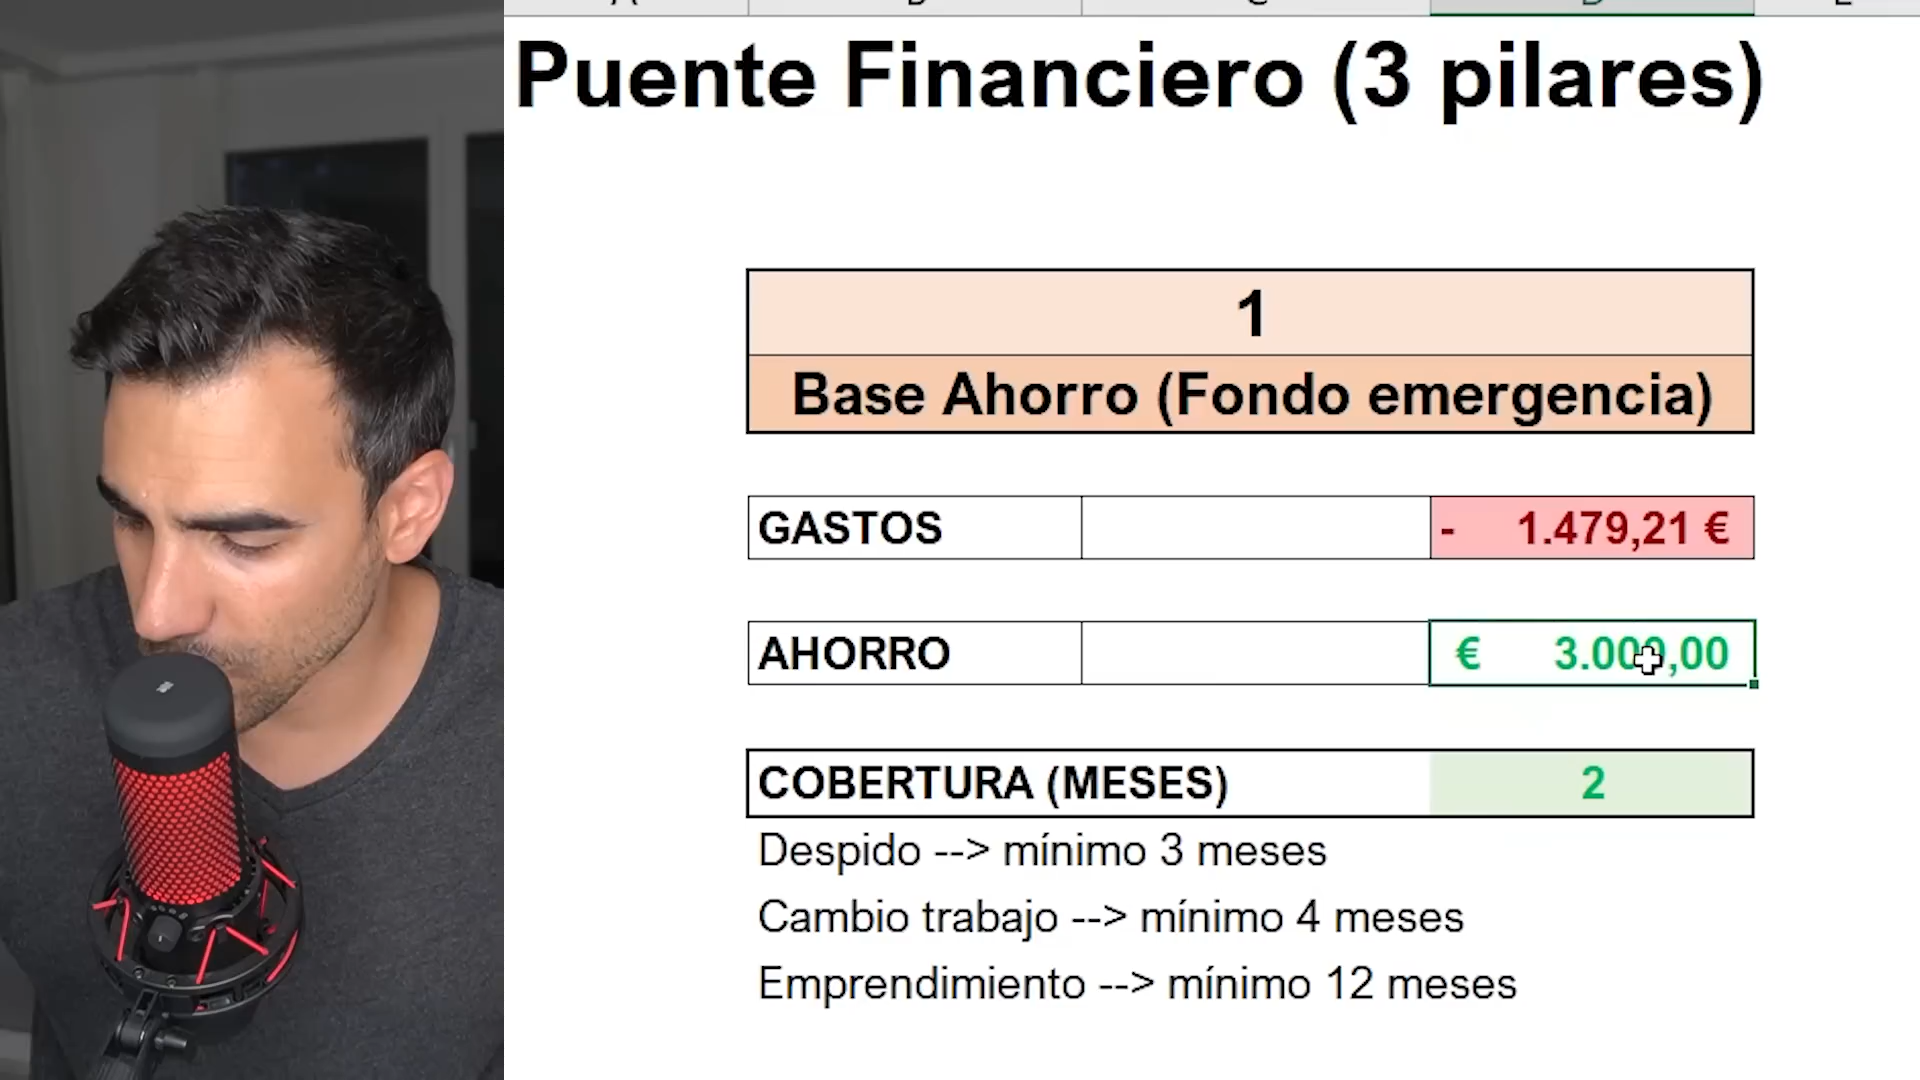 Puente Financiero (3 pilares)
1
Base Ahorro (Fondo emergencia)
GASTOS - 1.479,21 €
AHORRO € 3.000,00
COBERTURA (MESES) 2
Despido --> mínimo 3 meses
Cambio trabajo --> mínimo 4 meses
Emprendimiento --> mínimo 12 meses